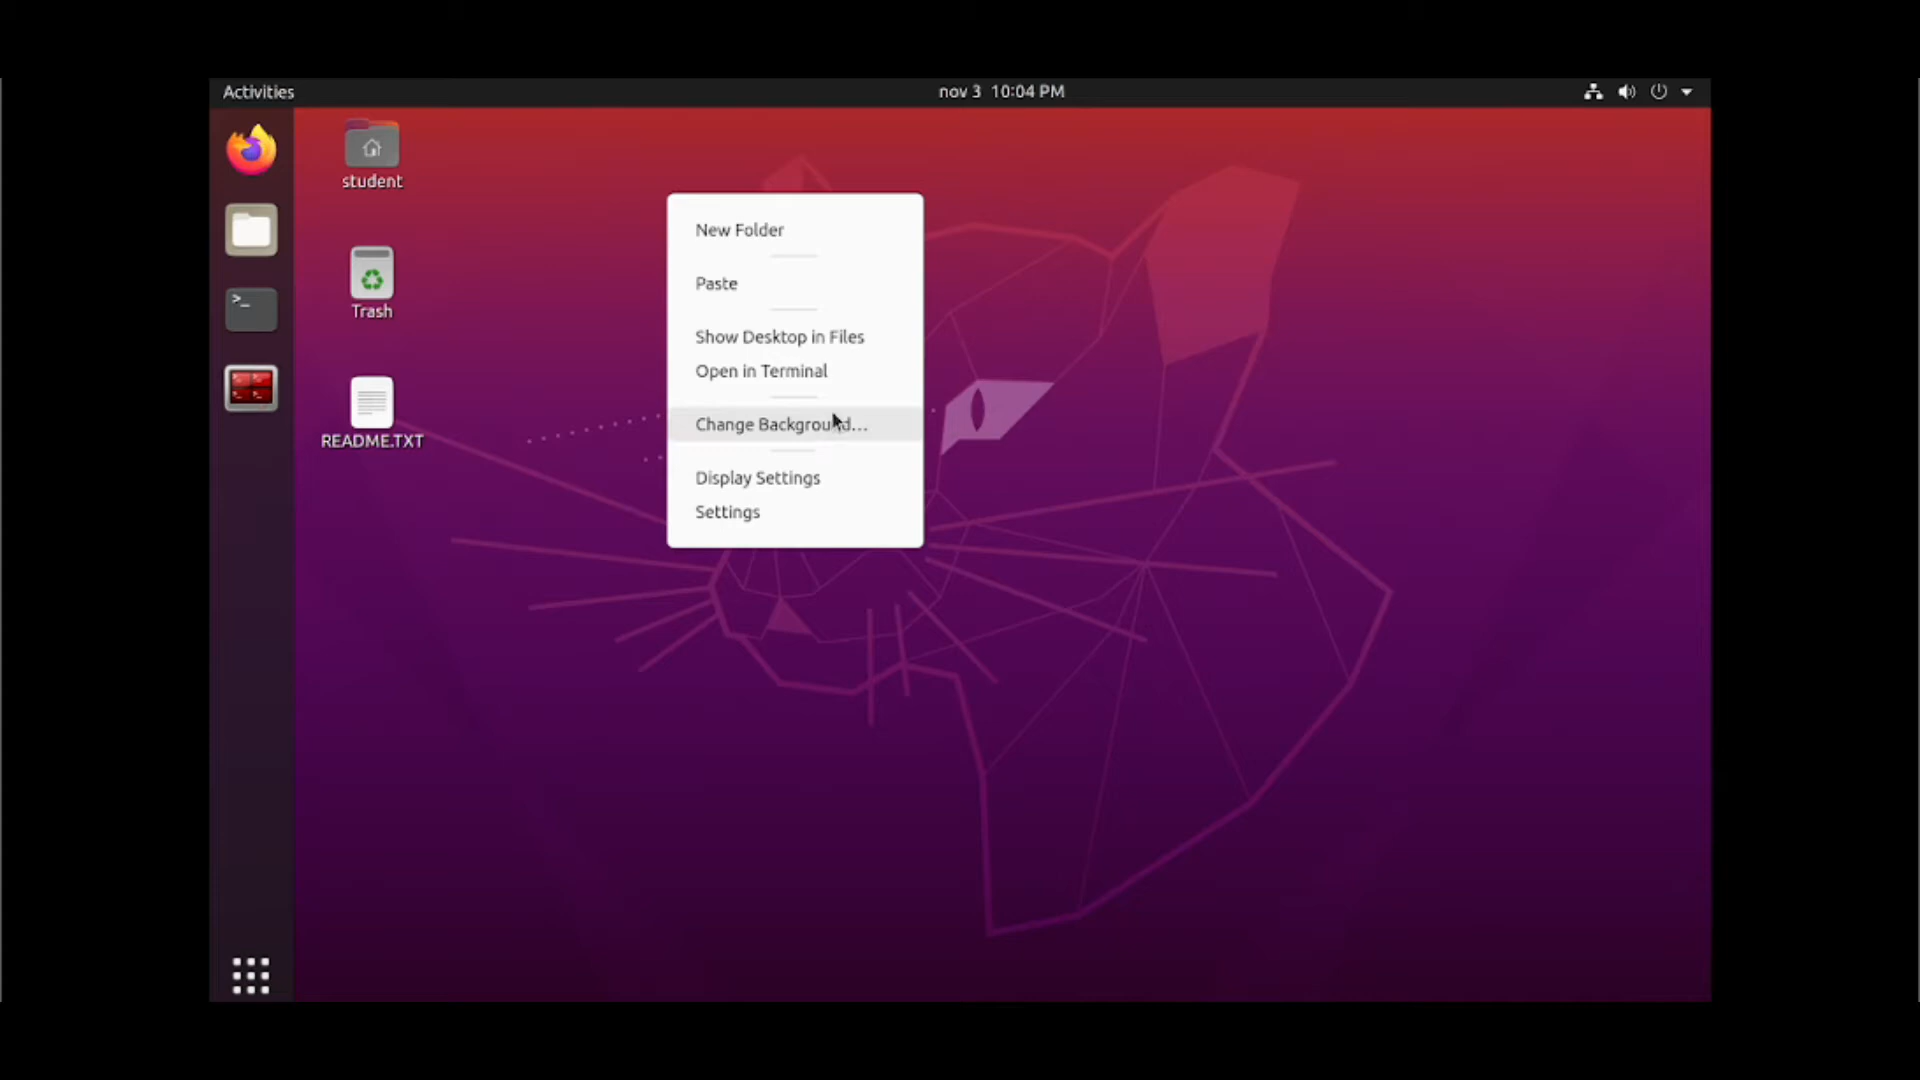 Activities
nov 3 10:04 PM
student
Trash
README.TXT
New Folder
Paste
Show Desktop in Files
Open in Terminal
Change Background...
Display Settings
Settings
>_